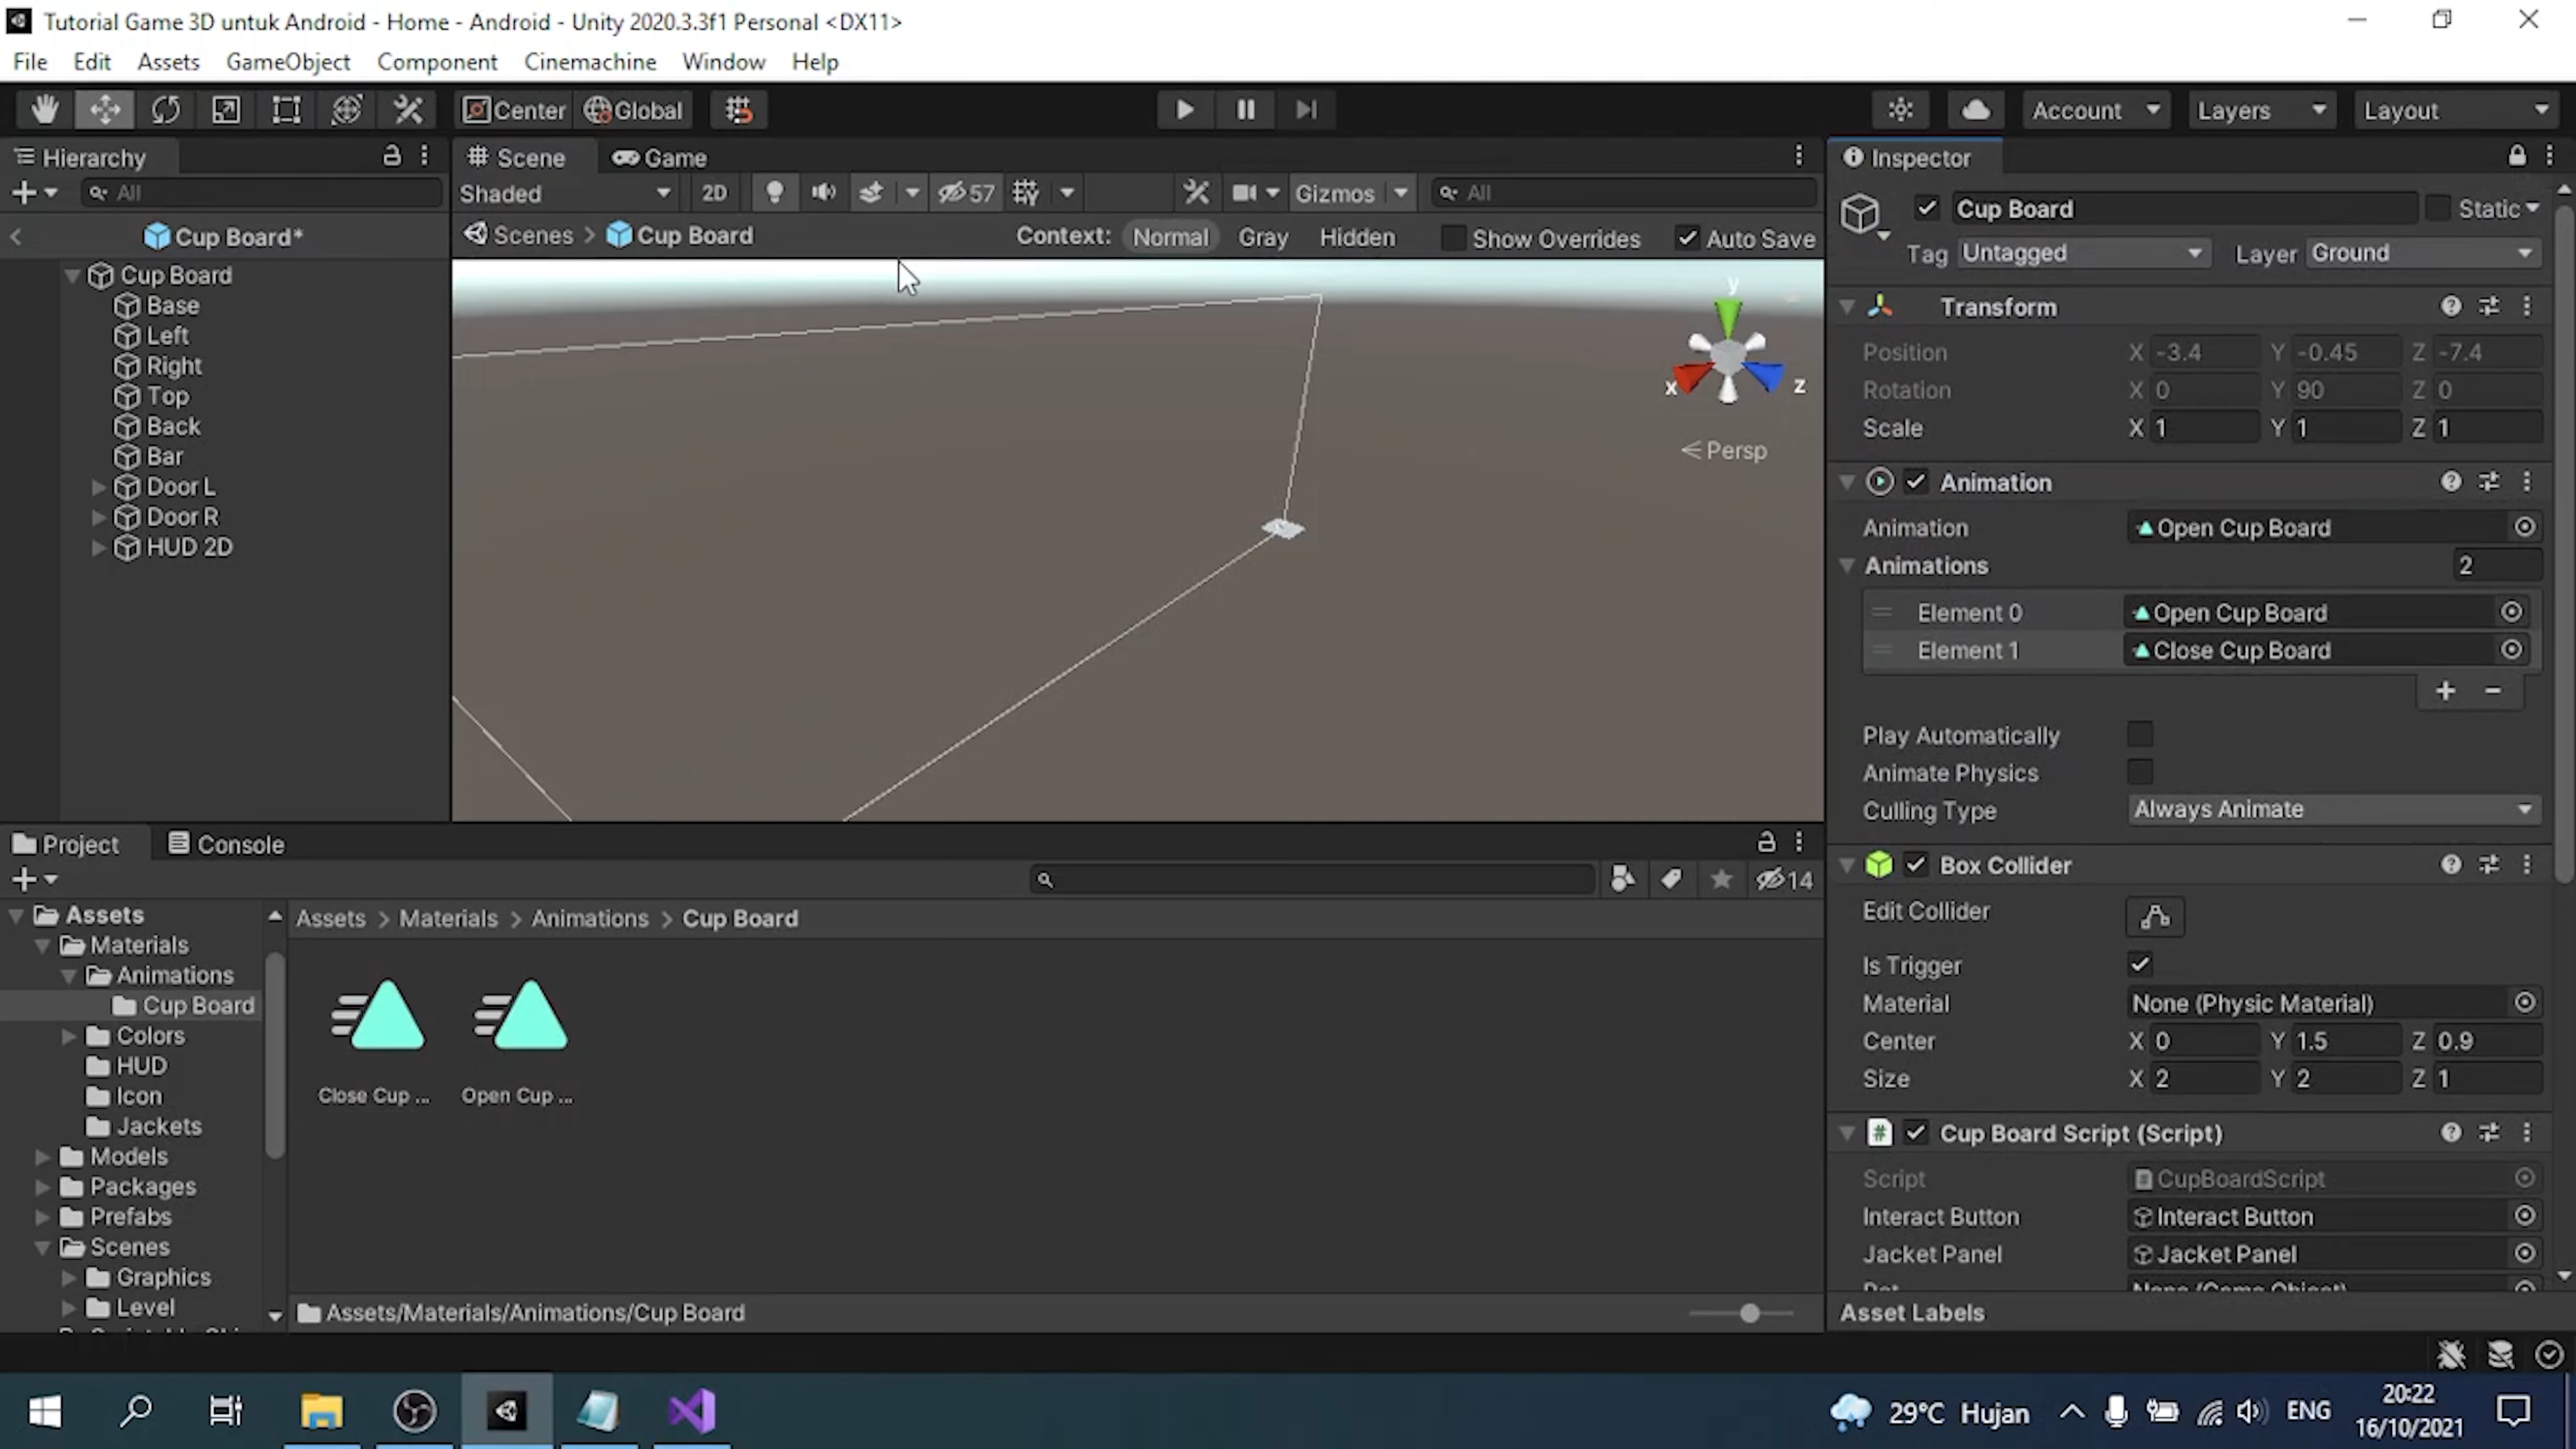 Tutorial Game 3D untuk Android - Home - Android - Unity 2020.3.3f1 Personal <DX11>
File Edit Assets GameObject Component Cinemachine Window Help
Center Global Account Layers Layout
Hierarchy
All
Cup Board*
Cup Board
Base
Left
Right
Top
Back
Bar
Door L
Door R
HUD 2D
Scene Game
Shaded 2D 57 Gizmos All
Scenes > Cup Board Context: Normal Gray Hidden Show Overrides Auto Save
y
x z
< Persp
Inspector
Cup Board Static
Tag Untagged Layer Ground
Transform
Position X -3.4 Y -0.45 Z -7.4
Rotation X 0 Y 90 Z 0
Scale X 1 Y 1 Z 1
Animation
Animation Open Cup Board
Animations 2
Element 0 Open Cup Board
Element 1 Close Cup Board
+ -
Play Automatically
Animate Physics
Culling Type Always Animate
Box Collider
Edit Collider
Is Trigger
Material None (Physic Material)
Center X 0 Y 1.5 Z 0.9
Size X 2 Y 2 Z 1
Cup Board Script (Script)
Script CupBoardScript
Interact Button Interact Button
Jacket Panel Jacket Panel
Asset Labels
Project Console
14
Assets
Materials
Animations
Cup Board
Colors
HUD
Icon
Jackets
Models
Packages
Prefabs
Scenes
Graphics
Level
Assets > Materials > Animations > Cup Board
Close Cup ... Open Cup ...
Assets/Materials/Animations/Cup Board
29°C Hujan ENG
20:22
16/10/2021